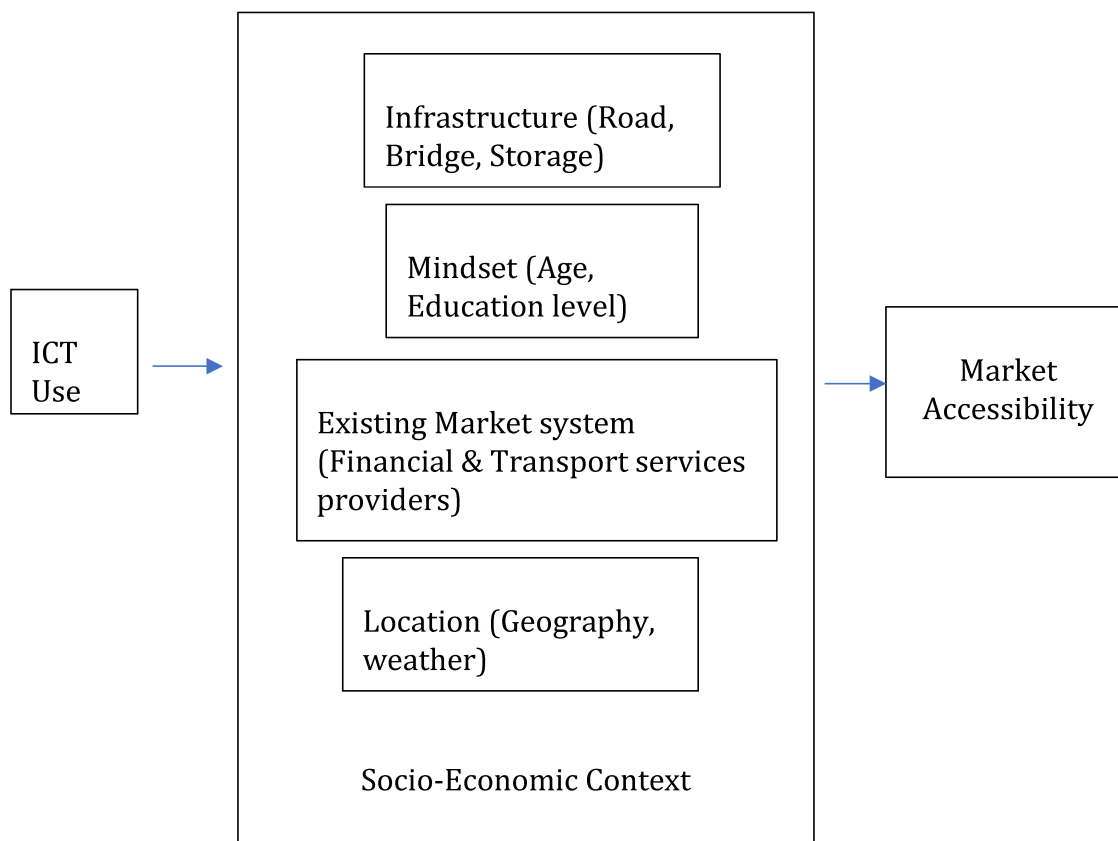 ICT
Use
Infrastructure (Road,
Bridge, Storage)
Mindset (Age,
Education level)
Existing Market system
(Financial & Transport services
providers)
Location (Geography,
weather)
Socio-Economic Context
Market
Accessibility